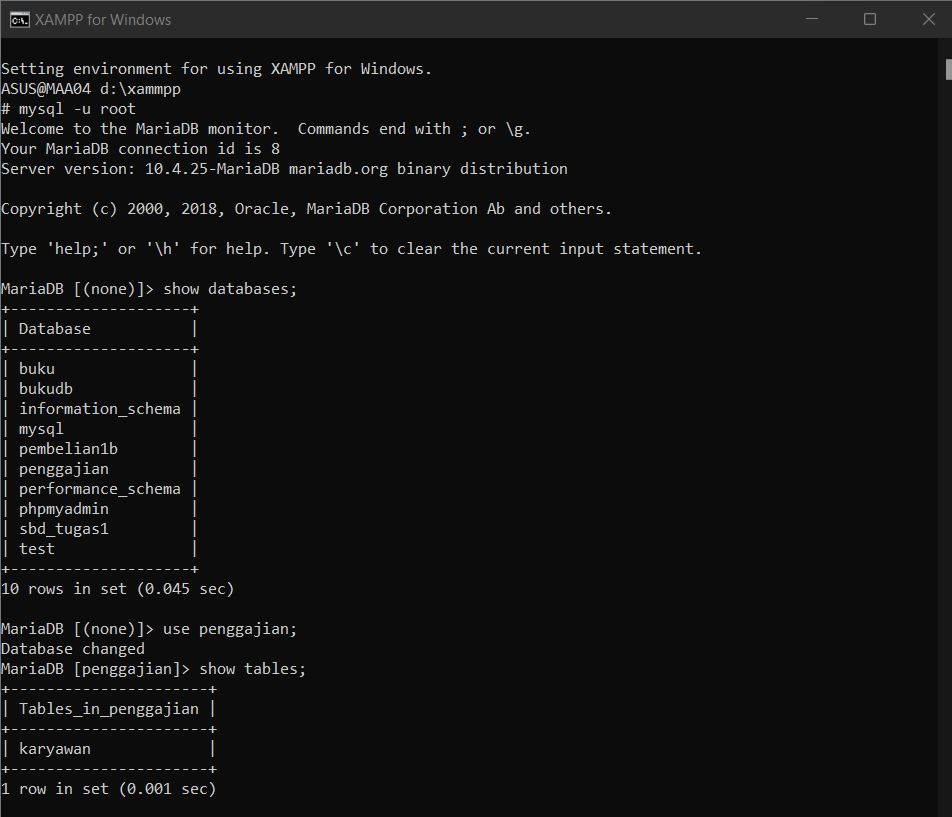 XAMPP for Windows
Setting environment for using XAMPP for Windows.
ASUS@MAA04 d:\xammpp
# mysql -u root
Welcome to the MariaDB monitor.  Commands end with ; or \g.
Your MariaDB connection id is 8
Server version: 10.4.25-MariaDB mariadb.org binary distribution

Copyright (c) 2000, 2018, Oracle, MariaDB Corporation Ab and others.

Type 'help;' or '\h' for help. Type '\c' to clear the current input statement.

MariaDB [(none)]> show databases;
+--------------------+
| Database           |
+--------------------+
| buku               |
| bukudb             |
| information_schema |
| mysql              |
| pembelian1b        |
| penggajian         |
| performance_schema |
| phpmyadmin         |
| sbd_tugas1         |
| test               |
+--------------------+
10 rows in set (0.045 sec)

MariaDB [(none)]> use penggajian;
Database changed
MariaDB [penggajian]> show tables;
+----------------------+
| Tables_in_penggajian |
+----------------------+
| karyawan             |
+----------------------+
1 row in set (0.001 sec)